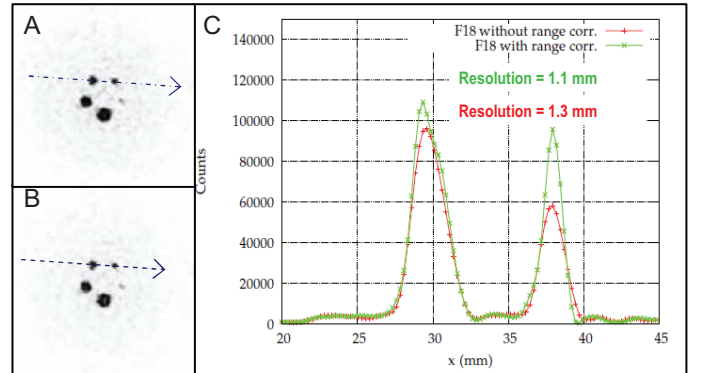 A
B
C
F18 without range corr.
F18 with range corr.
Resolution = 1.1 mm
Resolution = 1.3 mm
Counts
140000
120000
100000
80000
60000
40000
20000
0
20
25
30
35
40
45
x (mm)